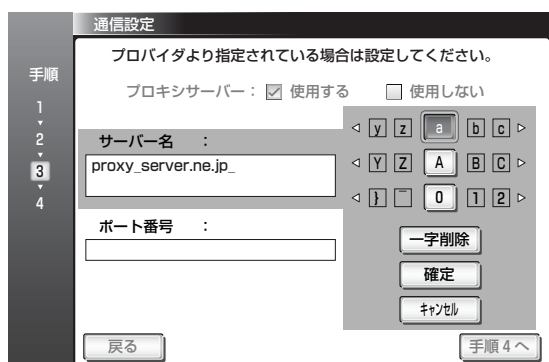 通信設定
プロバイダより指定されている場合は設定してください。
手順
1
2
3
4
プロキシサーバー： 使用する 使用しない
サーバー名 ：
proxy_server.ne.jp_
ポート番号 ：
y z a b c
Y Z A B C
} ￣ 0 1 2
一字削除
確定
ｷｬﾝｾﾙ
戻る
手順4へ